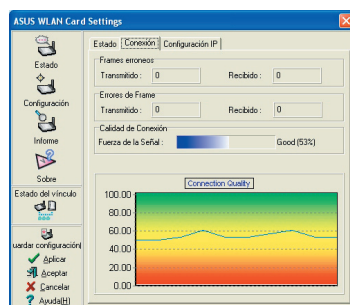 ASUS WLAN Card Settings
Estado
Configuración
Informe
Sobre
Estado del vínculo
uardar configuración
Aplicar
Aceptar
Cancelar
Ayuda(H)
Estado Conexión Configuración IP
Frames erroneos
Transmitido : 0 Recibido : 0
Errores de Frame
Transmitido : 0 Recibido : 0
Calidad de Conexión
Fuerza de la Señal : Good (53%)
Connection Quality
100.00
80.00
60.00
40.00
20.00
0.00